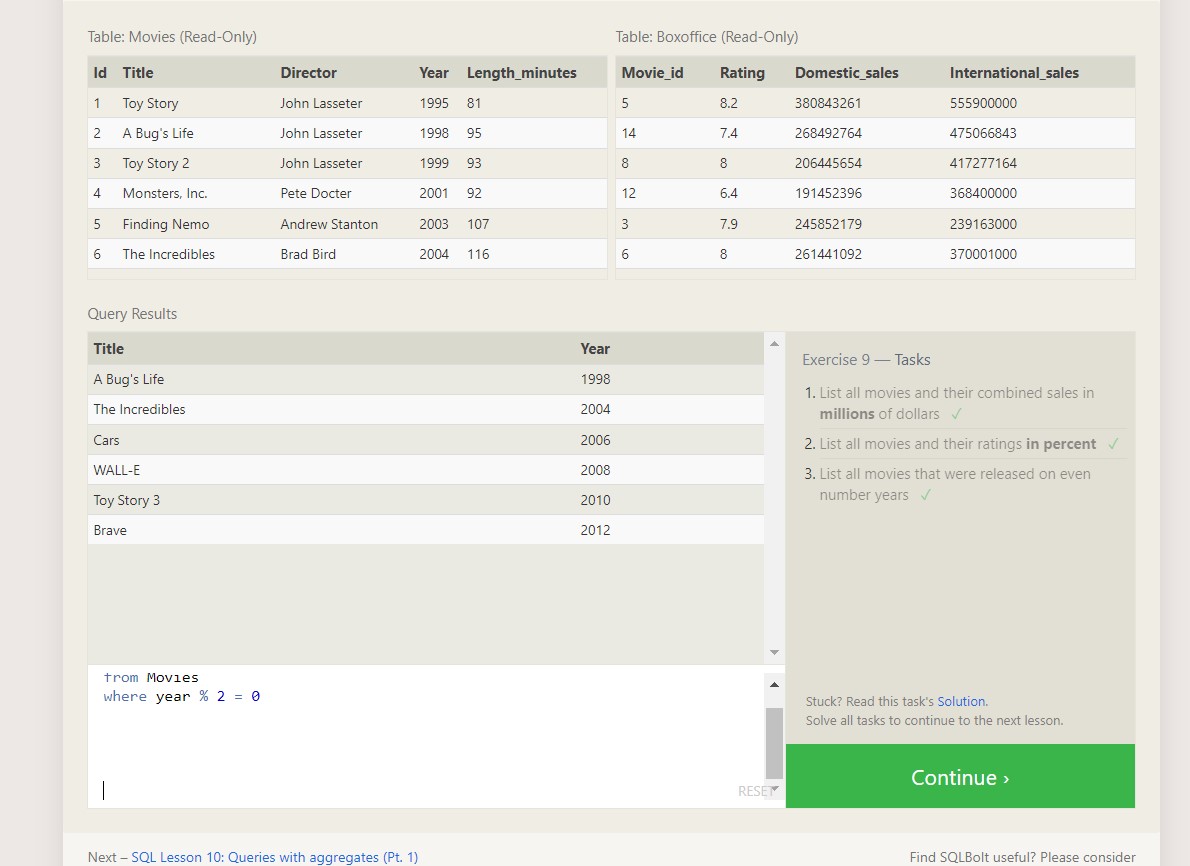 Table: Movies (Read-Only)
Table: Boxoffice (Read-Only)
Id Title Director Year Length_minutes
1 Toy Story John Lasseter 1995 81
2 A Bug's Life John Lasseter 1998 95
3 Toy Story 2 John Lasseter 1999 93
4 Monsters, Inc. Pete Docter 2001 92
5 Finding Nemo Andrew Stanton 2003 107
6 The Incredibles Brad Bird 2004 116
Movie_id Rating Domestic_sales International_sales
5 8.2 380843261 555900000
14 7.4 268492764 475066843
8 8 206445654 417277164
12 6.4 191452396 368400000
3 7.9 245852179 239163000
6 8 261441092 370001000
Query Results
Title Year
A Bug's Life 1998
The Incredibles 2004
Cars 2006
WALL-E 2008
Toy Story 3 2010
Brave 2012
from Movies
where year % 2 = 0
RESET
Exercise 9 — Tasks
1. List all movies and their combined sales in
millions of dollars ✓
2. List all movies and their ratings in percent ✓
3. List all movies that were released on even
number years ✓
Stuck? Read this task's Solution.
Solve all tasks to continue to the next lesson.
Continue ›
Next – SQL Lesson 10: Queries with aggregates (Pt. 1)
Find SQLBolt useful? Please consider